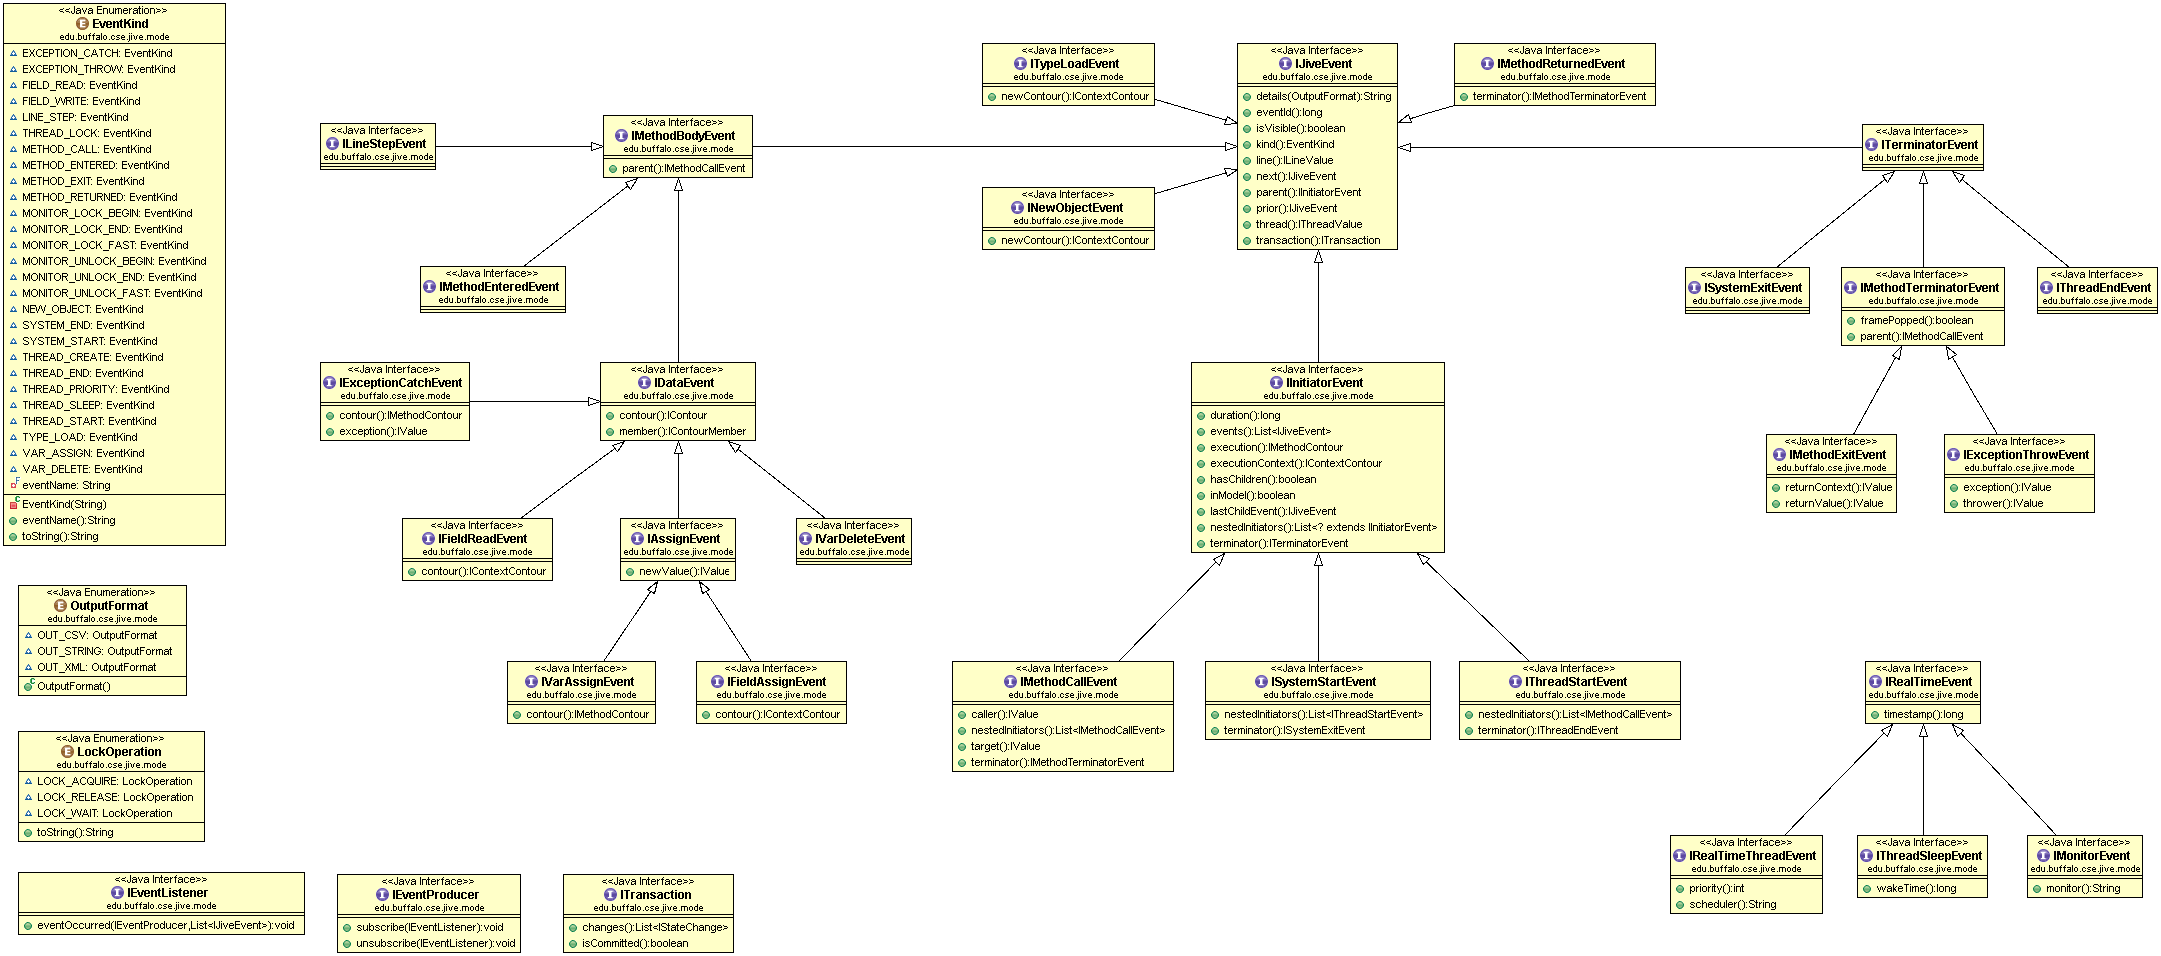 <<Java Enumeration>>
EventKind
edu.buffalo.cse.jive.mode
EXCEPTION_CATCH: EventKind
EXCEPTION_THROW: EventKind
FIELD_READ: EventKind
FIELD_WRITE: EventKind
LINE_STEP: EventKind
THREAD_LOCK: EventKind
METHOD_CALL: EventKind
METHOD_ENTERED: EventKind
METHOD_EXIT: EventKind
METHOD_RETURNED: EventKind
MONITOR_LOCK_BEGIN: EventKind
MONITOR_LOCK_END: EventKind
MONITOR_LOCK_FAST: EventKind
MONITOR_UNLOCK_BEGIN: EventKind
MONITOR_UNLOCK_END: EventKind
MONITOR_UNLOCK_FAST: EventKind
NEW_OBJECT: EventKind
SYSTEM_END: EventKind
SYSTEM_START: EventKind
THREAD_CREATE: EventKind
THREAD_END: EventKind
THREAD_PRIORITY: EventKind
THREAD_SLEEP: EventKind
THREAD_START: EventKind
TYPE_LOAD: EventKind
VAR_ASSIGN: EventKind
VAR_DELETE: EventKind
eventName: String
EventKind(String)
eventName():String
toString():String
<<Java Enumeration>>
OutputFormat
edu.buffalo.cse.jive.mode
OUT_CSV: OutputFormat
OUT_STRING: OutputFormat
OUT_XML: OutputFormat
OutputFormat()
<<Java Enumeration>>
LockOperation
edu.buffalo.cse.jive.mode
LOCK_ACQUIRE: LockOperation
LOCK_RELEASE: LockOperation
LOCK_WAIT: LockOperation
toString():String
<<Java Interface>>
IEventListener
edu.buffalo.cse.jive.mode
eventOccurred(IEventProducer,List<IJiveEvent>):void
<<Java Interface>>
IEventProducer
edu.buffalo.cse.jive.mode
subscribe(IEventListener):void
unsubscribe(IEventListener):void
<<Java Interface>>
ITransaction
edu.buffalo.cse.jive.mode
changes():List<IStateChange>
isCommitted():boolean
<<Java Interface>>
ILineStepEvent
edu.buffalo.cse.jive.mode
<<Java Interface>>
IMethodBodyEvent
edu.buffalo.cse.jive.mode
parent():IMethodCallEvent
<<Java Interface>>
IMethodEnteredEvent
edu.buffalo.cse.jive.mode
<<Java Interface>>
IExceptionCatchEvent
edu.buffalo.cse.jive.mode
contour():IMethodContour
exception():IValue
<<Java Interface>>
IDataEvent
edu.buffalo.cse.jive.mode
contour():IContour
member():IContourMember
<<Java Interface>>
IFieldReadEvent
edu.buffalo.cse.jive.mode
contour():IContextContour
<<Java Interface>>
IAssignEvent
edu.buffalo.cse.jive.mode
newValue():IValue
<<Java Interface>>
IVarDeleteEvent
edu.buffalo.cse.jive.mode
<<Java Interface>>
IVarAssignEvent
edu.buffalo.cse.jive.mode
contour():IMethodContour
<<Java Interface>>
IFieldAssignEvent
edu.buffalo.cse.jive.mode
contour():IContextContour
<<Java Interface>>
ITypeLoadEvent
edu.buffalo.cse.jive.mode
newContour():IContextContour
<<Java Interface>>
INewObjectEvent
edu.buffalo.cse.jive.mode
newContour():IContextContour
<<Java Interface>>
IJiveEvent
edu.buffalo.cse.jive.mode
details(OutputFormat):String
eventId():long
isVisible():boolean
kind():EventKind
line():ILineValue
next():IJiveEvent
parent():IInitiatorEvent
prior():IJiveEvent
thread():IThreadValue
transaction():ITransaction
<<Java Interface>>
IMethodReturnedEvent
edu.buffalo.cse.jive.mode
terminator():IMethodTerminatorEvent
<<Java Interface>>
IInitiatorEvent
edu.buffalo.cse.jive.mode
duration():long
events():List<IJiveEvent>
execution():IMethodContour
executionContext():IContextContour
hasChildren():boolean
inModel():boolean
lastChildEvent():IJiveEvent
nestedInitiators():List<? extends IInitiatorEvent>
terminator():ITerminatorEvent
<<Java Interface>>
IMethodCallEvent
edu.buffalo.cse.jive.mode
caller():IValue
nestedInitiators():List<IMethodCallEvent>
target():IValue
terminator():IMethodTerminatorEvent
<<Java Interface>>
ISystemStartEvent
edu.buffalo.cse.jive.mode
nestedInitiators():List<IThreadStartEvent>
terminator():ISystemExitEvent
<<Java Interface>>
IThreadStartEvent
edu.buffalo.cse.jive.mode
nestedInitiators():List<IMethodCallEvent>
terminator():IThreadEndEvent
<<Java Interface>>
ITerminatorEvent
edu.buffalo.cse.jive.mode
<<Java Interface>>
ISystemExitEvent
edu.buffalo.cse.jive.mode
<<Java Interface>>
IMethodTerminatorEvent
edu.buffalo.cse.jive.mode
framePopped():boolean
parent():IMethodCallEvent
<<Java Interface>>
IThreadEndEvent
edu.buffalo.cse.jive.mode
<<Java Interface>>
IMethodExitEvent
edu.buffalo.cse.jive.mode
returnContext():IValue
returnValue():IValue
<<Java Interface>>
IExceptionThrowEvent
edu.buffalo.cse.jive.mode
exception():IValue
thrower():IValue
<<Java Interface>>
IRealTimeEvent
edu.buffalo.cse.jive.mode
timestamp():long
<<Java Interface>>
IRealTimeThreadEvent
edu.buffalo.cse.jive.mode
priority():int
scheduler():String
<<Java Interface>>
IThreadSleepEvent
edu.buffalo.cse.jive.mode
wakeTime():long
<<Java Interface>>
IMonitorEvent
edu.buffalo.cse.jive.mode
monitor():String